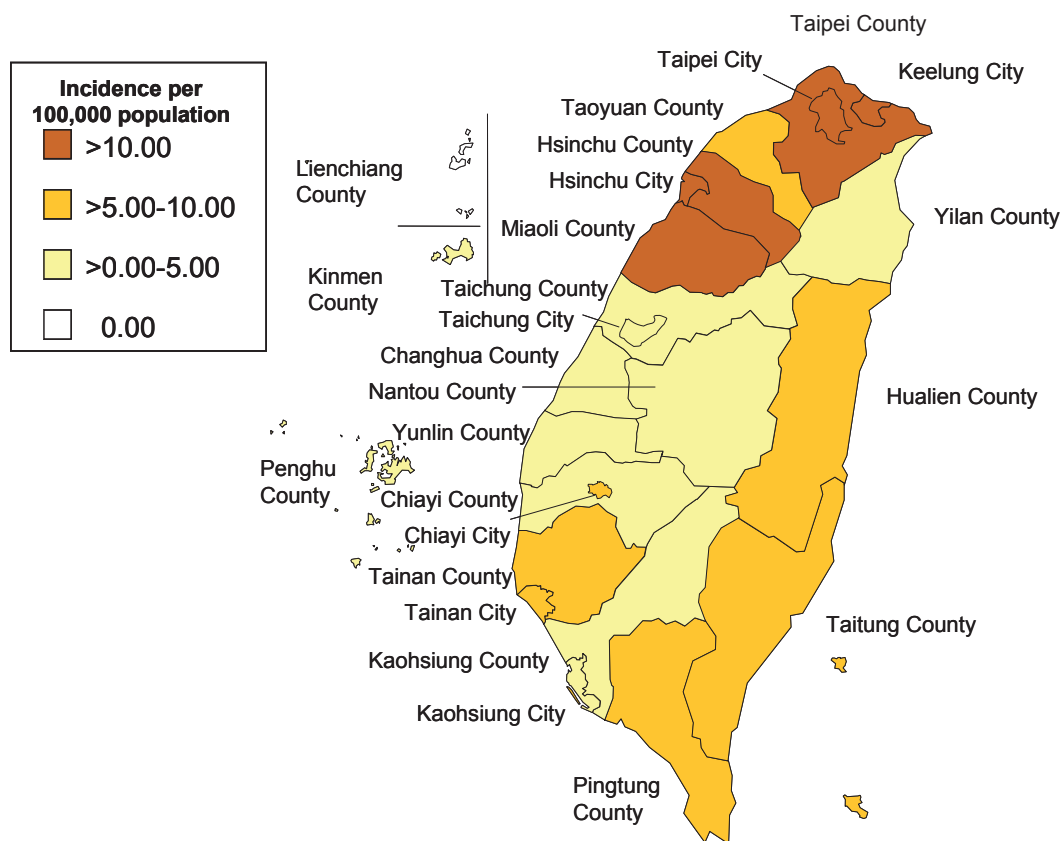 Taipei County
Taipei City
Keelung City
Incidence per
100,000 population
>10.00
>5.00-10.00
>0.00-5.00
0.00
Taoyuan County
Hsinchu County
Hsinchu City
Lienchiang
County
Miaoli County
Yilan County
Kinmen
County
Taichung County
Taichung City
Changhua County
Nantou County
Hualien County
Yunlin County
Penghu
County
Chiayi County
Chiayi City
Tainan County
Tainan City
Taitung County
Kaohsiung County
Kaohsiung City
Pingtung
County